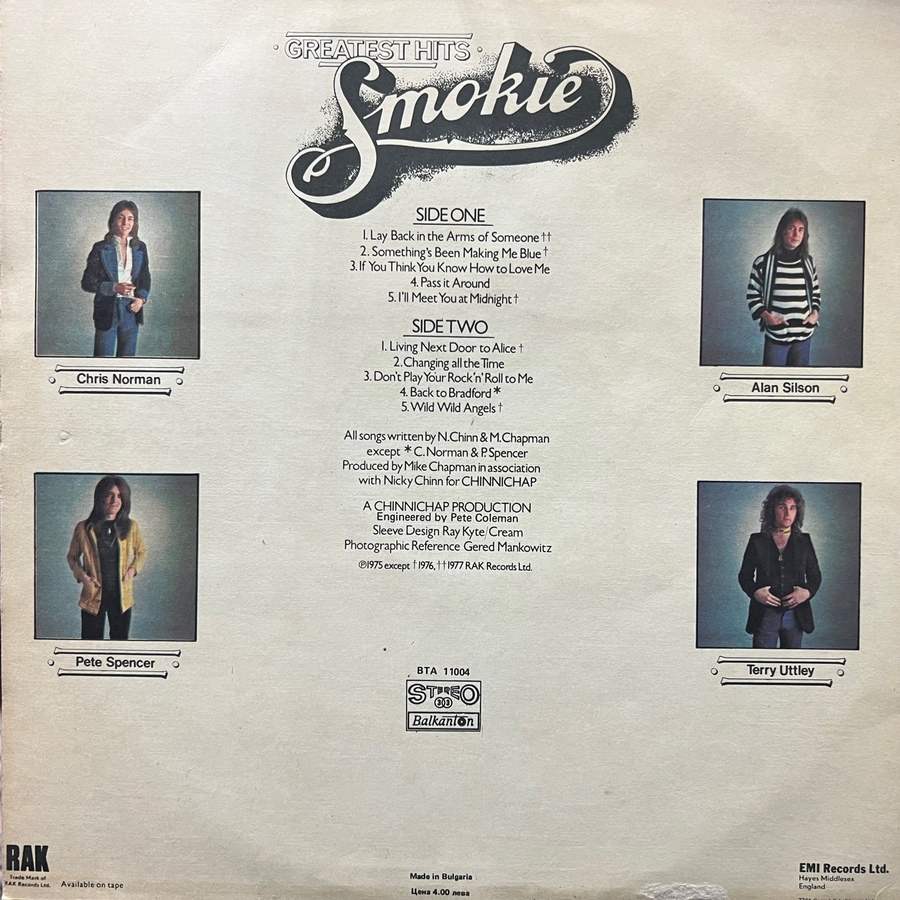 GREATEST HITS
Smokie
SIDE ONE
1. Lay Back in the Arms of Someone ††
2. Something's Been Making Me Blue †
3. If You Think You Know How to Love Me
4. Pass it Around
5. I'll Meet You at Midnight †
SIDE TWO
1. Living Next Door to Alice †
2. Changing all the Time
3. Don't Play Your Rock 'n' Roll to Me
4. Back to Bradford *
5. Wild Wild Angels †
All songs written by N. Chinn & M. Chapman
except * C. Norman & P. Spencer
Produced by Mike Chapman in association
with Nicky Chinn for CHINNICHAP
A CHINNICHAP PRODUCTION
Engineered by Pete Coleman
Sleeve Design Ray Kyte/Cream
Photographic Reference Gered Mankowitz
℗1975 except †1976, ††1977 RAK Records Ltd.
Chris Norman
Alan Silson
Pete Spencer
Terry Uttley
BTA 11004
STEREO
33
Balkanton
RAK
Trade Mark of
RAK Records Ltd.
Available on tape
Made in Bulgaria
Цена 4.00 лева
EMI Records Ltd.
Hayes Middlesex
England